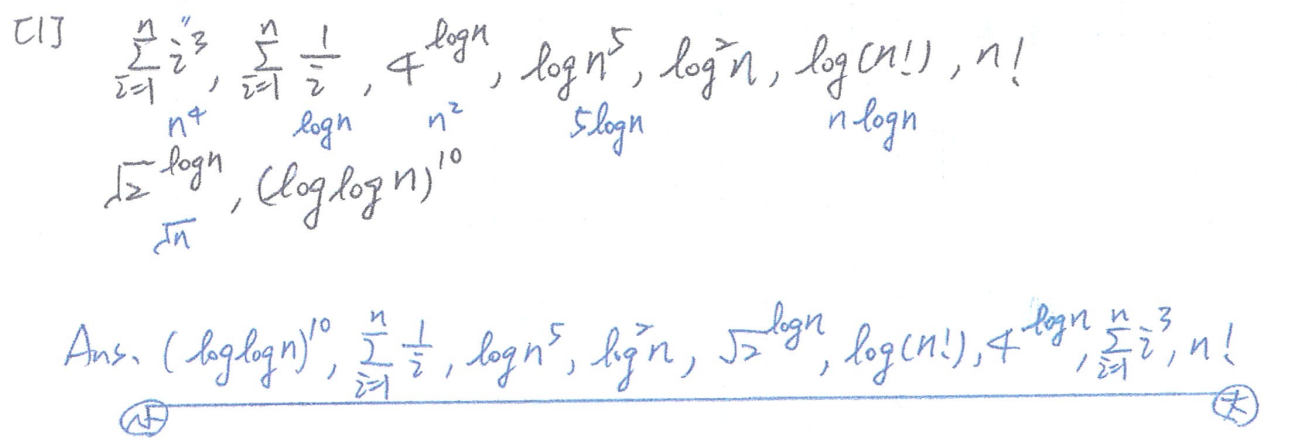 [1] $\sum_{i=1}^{n} i^3$, $\sum_{i=1}^{n} \frac{1}{i}$, $4^{\log n}$, $\log n^5$, $\log^2 n$, $\log(n!)$, $n!$
$n^4$ $\log n$ $n^2$ $5\log n$ $n\log n$
$\sqrt{2}^{\log n}$, $(\log\log n)^{10}$
$\sqrt{n}$
Ans. $(\log\log n)^{10}$, $\sum_{i=1}^{n} \frac{1}{i}$, $\log n^5$, $\log^2 n$, $\sqrt{2}^{\log n}$, $\log(n!)$, $4^{\log n}$, $\sum_{i=1}^{n} i^3$, $n!$
小 大